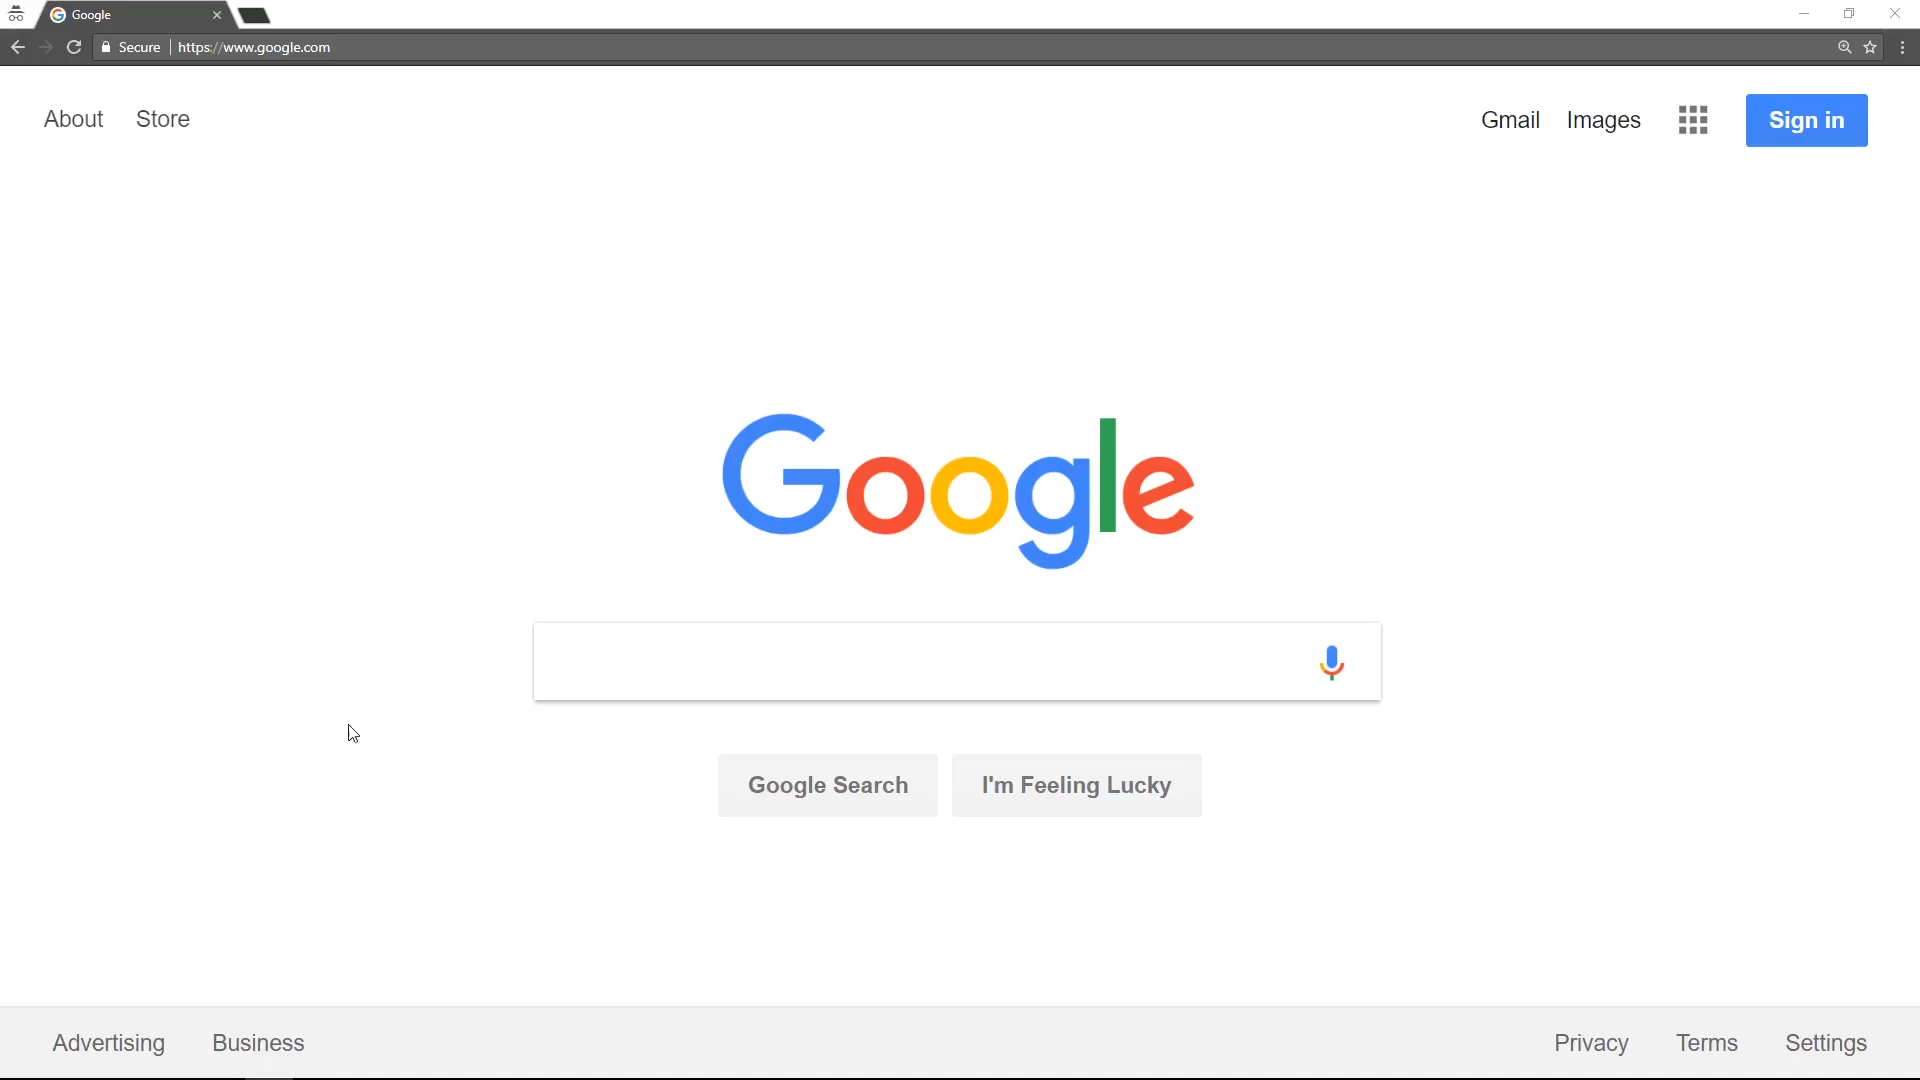 Google
Secure https://www.google.com
About Store Gmail Images Sign in
Google
Google Search I'm Feeling Lucky
Advertising Business Privacy Terms Settings